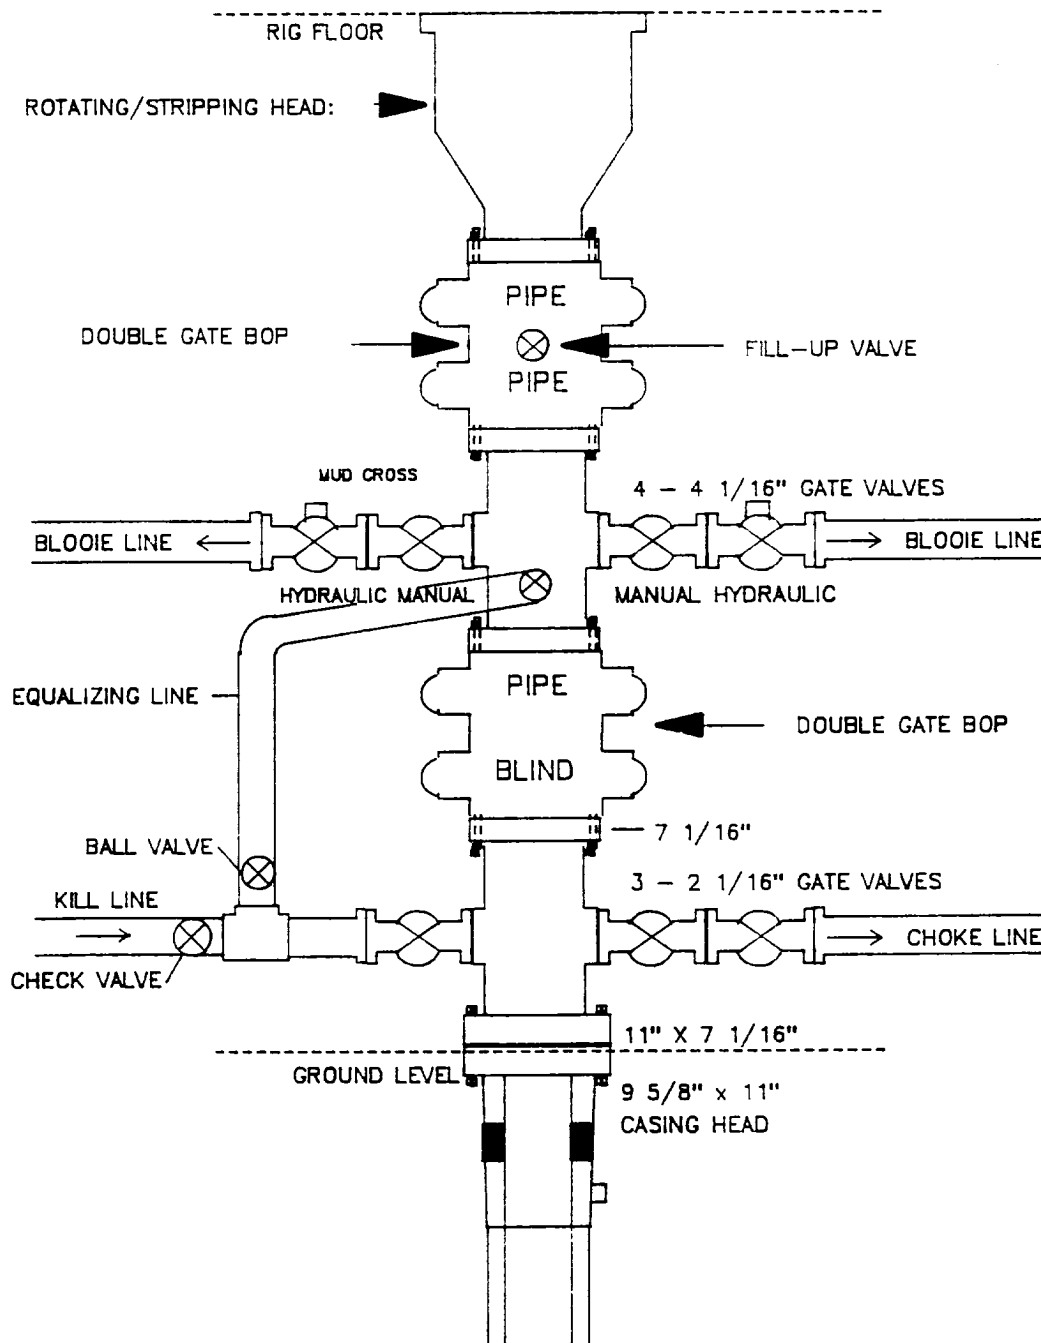 RIG FLOOR
ROTATING/STRIPPING HEAD:
PIPE
DOUBLE GATE BOP
FILL-UP VALVE
PIPE
MUD CROSS
4 - 4 1/16" GATE VALVES
BLOOIE LINE
BLOOIE LINE
HYDRAULIC MANUAL
MANUAL HYDRAULIC
EQUALIZING LINE
PIPE
DOUBLE GATE BOP
BLIND
7 1/16"
BALL VALVE
3 - 2 1/16" GATE VALVES
KILL LINE
CHOKE LINE
CHECK VALVE
11" X 7 1/16"
GROUND LEVEL
9 5/8" x 11"
CASING HEAD